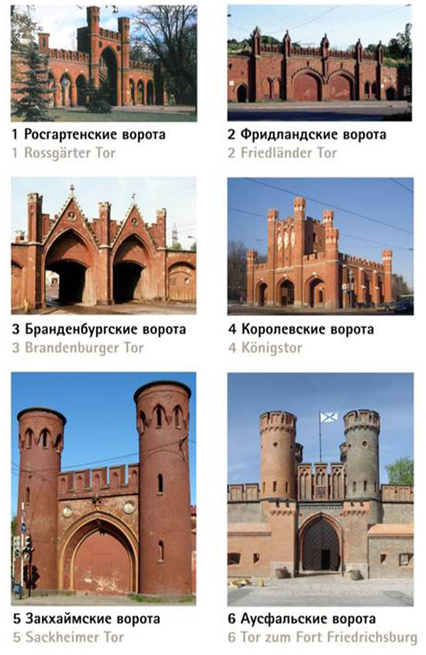 1 Росгартенские ворота
1 Rossgärter Tor
2 Фридландские ворота
2 Friedländer Tor
3 Бранденбургские ворота
3 Brandenburger Tor
4 Королевские ворота
4 Königstor
5 Закхаймские ворота
5 Sackheimer Tor
6 Аусфальские ворота
6 Tor zum Fort Friedrichsburg